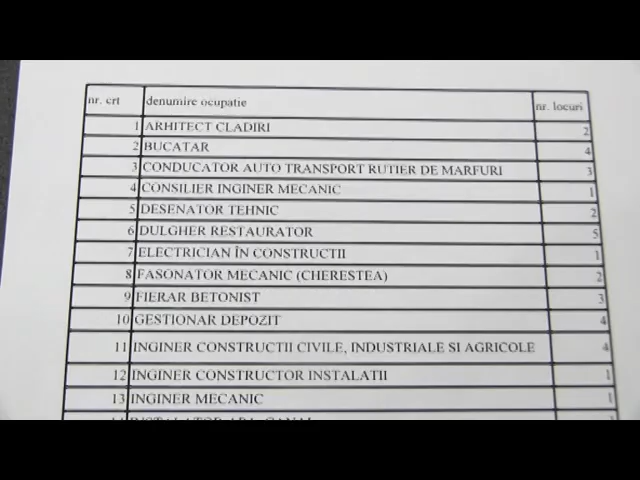 nr. crt denumire ocupatie nr. locuri
1 ARHITECT CLADIRI 2
2 BUCATAR 4
3 CONDUCATOR AUTO TRANSPORT RUTIER DE MARFURI 3
4 CONSILIER INGINER MECANIC 1
5 DESENATOR TEHNIC 2
6 DULGHER RESTAURATOR 5
7 ELECTRICIAN ÎN CONSTRUCTII 1
8 FASONATOR MECANIC (CHERESTEA) 2
9 FIERAR BETONIST 3
10 GESTIONAR DEPOZIT 4
11 INGINER CONSTRUCTII CIVILE, INDUSTRIALE SI AGRICOLE 4
12 INGINER CONSTRUCTOR INSTALATII 1
13 INGINER MECANIC 1